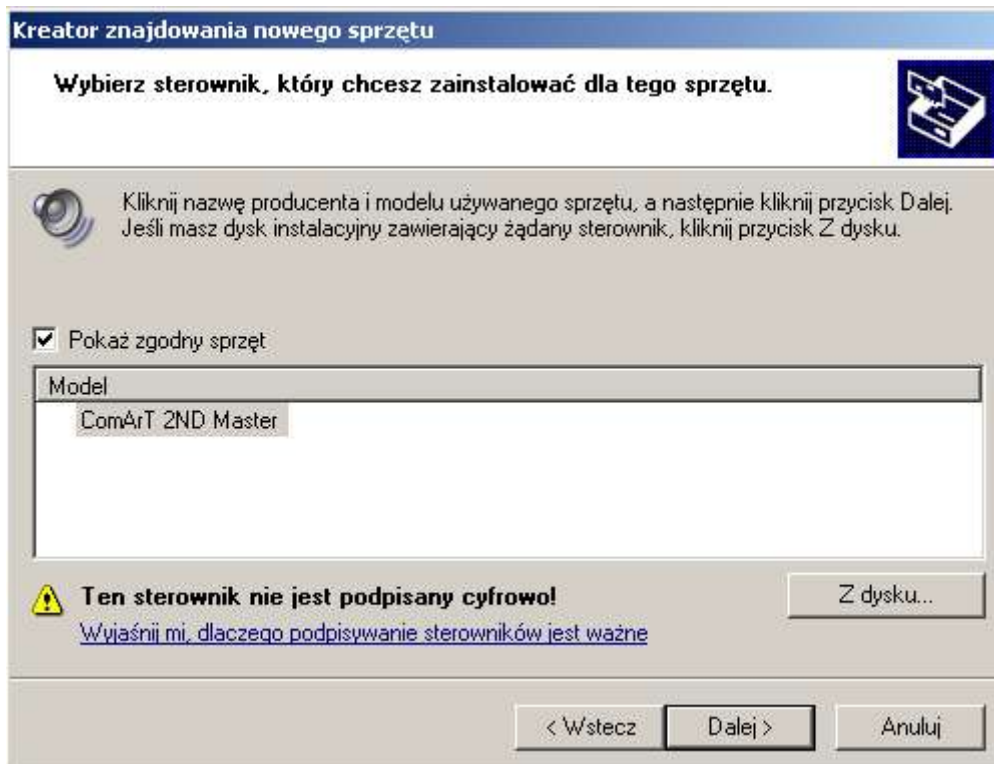 Kreator znajdowania nowego sprzętu
Wybierz sterownik, który chcesz zainstalować dla tego sprzętu.
Kliknij nazwę producenta i modelu używanego sprzętu, a następnie kliknij przycisk Dalej.
Jeśli masz dysk instalacyjny zawierający żądany sterownik, kliknij przycisk Z dysku.
Pokaż zgodny sprzęt
Model
ComArT 2ND Master
Ten sterownik nie jest podpisany cyfrowo!
Z dysku...
Wyjaśnij mi, dlaczego podpisywanie sterowników jest ważne
< Wstecz
Dalej >
Anuluj